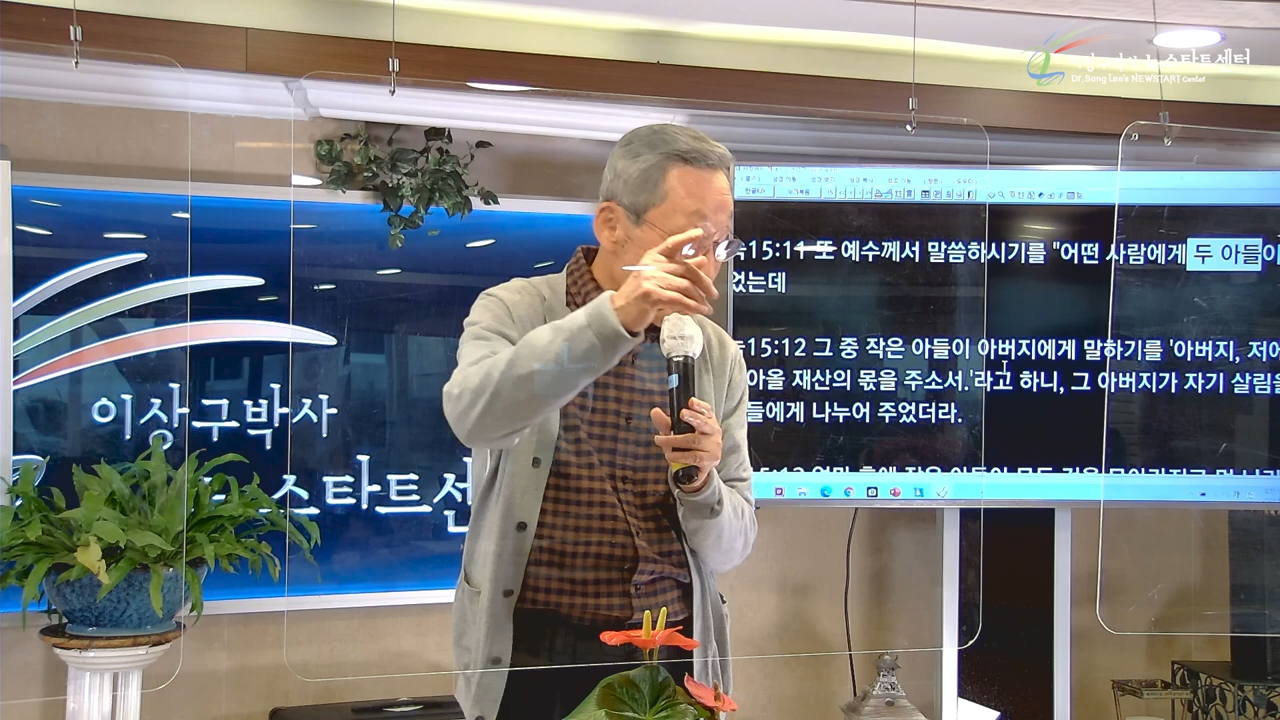 스타트센터
Dr. Sang Lee's NEWSTART Center
이상구박사
스타트센
15:11 또 예수께서 말씀하시기를 "어떤 사람에게 두 아들이
었는데
15:12 그 중 작은 아들이 아버지에게 말하기를 '아버지, 저에
아올 재산의 몫을 주소서.'라고 하니, 그 아버지가 자기 살림을
들에게 나누어 주었더라.